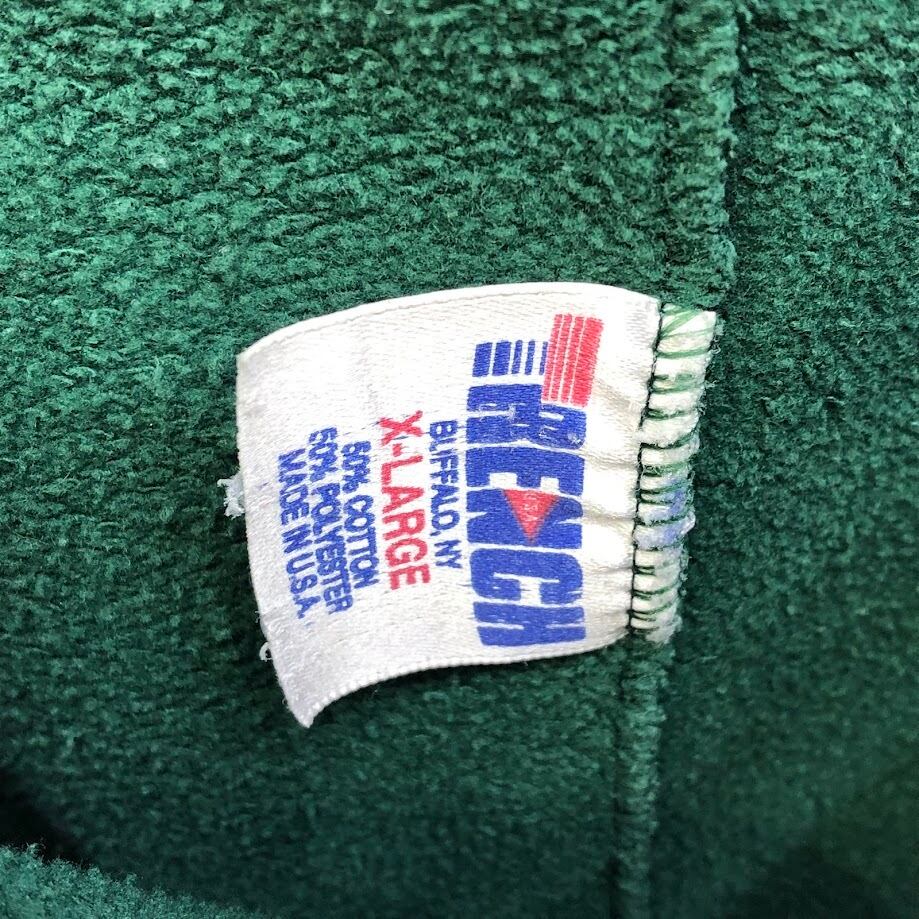 TRENCH
BUFFALO, NY
X-LARGE
50% COTTON
50% POLYESTER
MADE IN U.S.A.